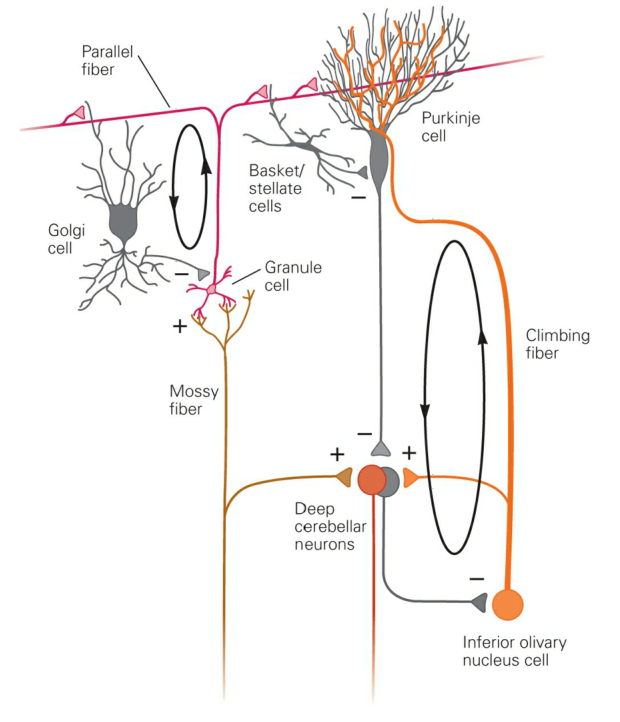 Parallel
fiber
Purkinje
cell
Basket/
stellate
cells
−
Golgi
cell
−
Granule
cell
+
Climbing
fiber
Mossy
fiber
−
+
+
Deep
cerebellar
neurons
−
Inferior olivary
nucleus cell